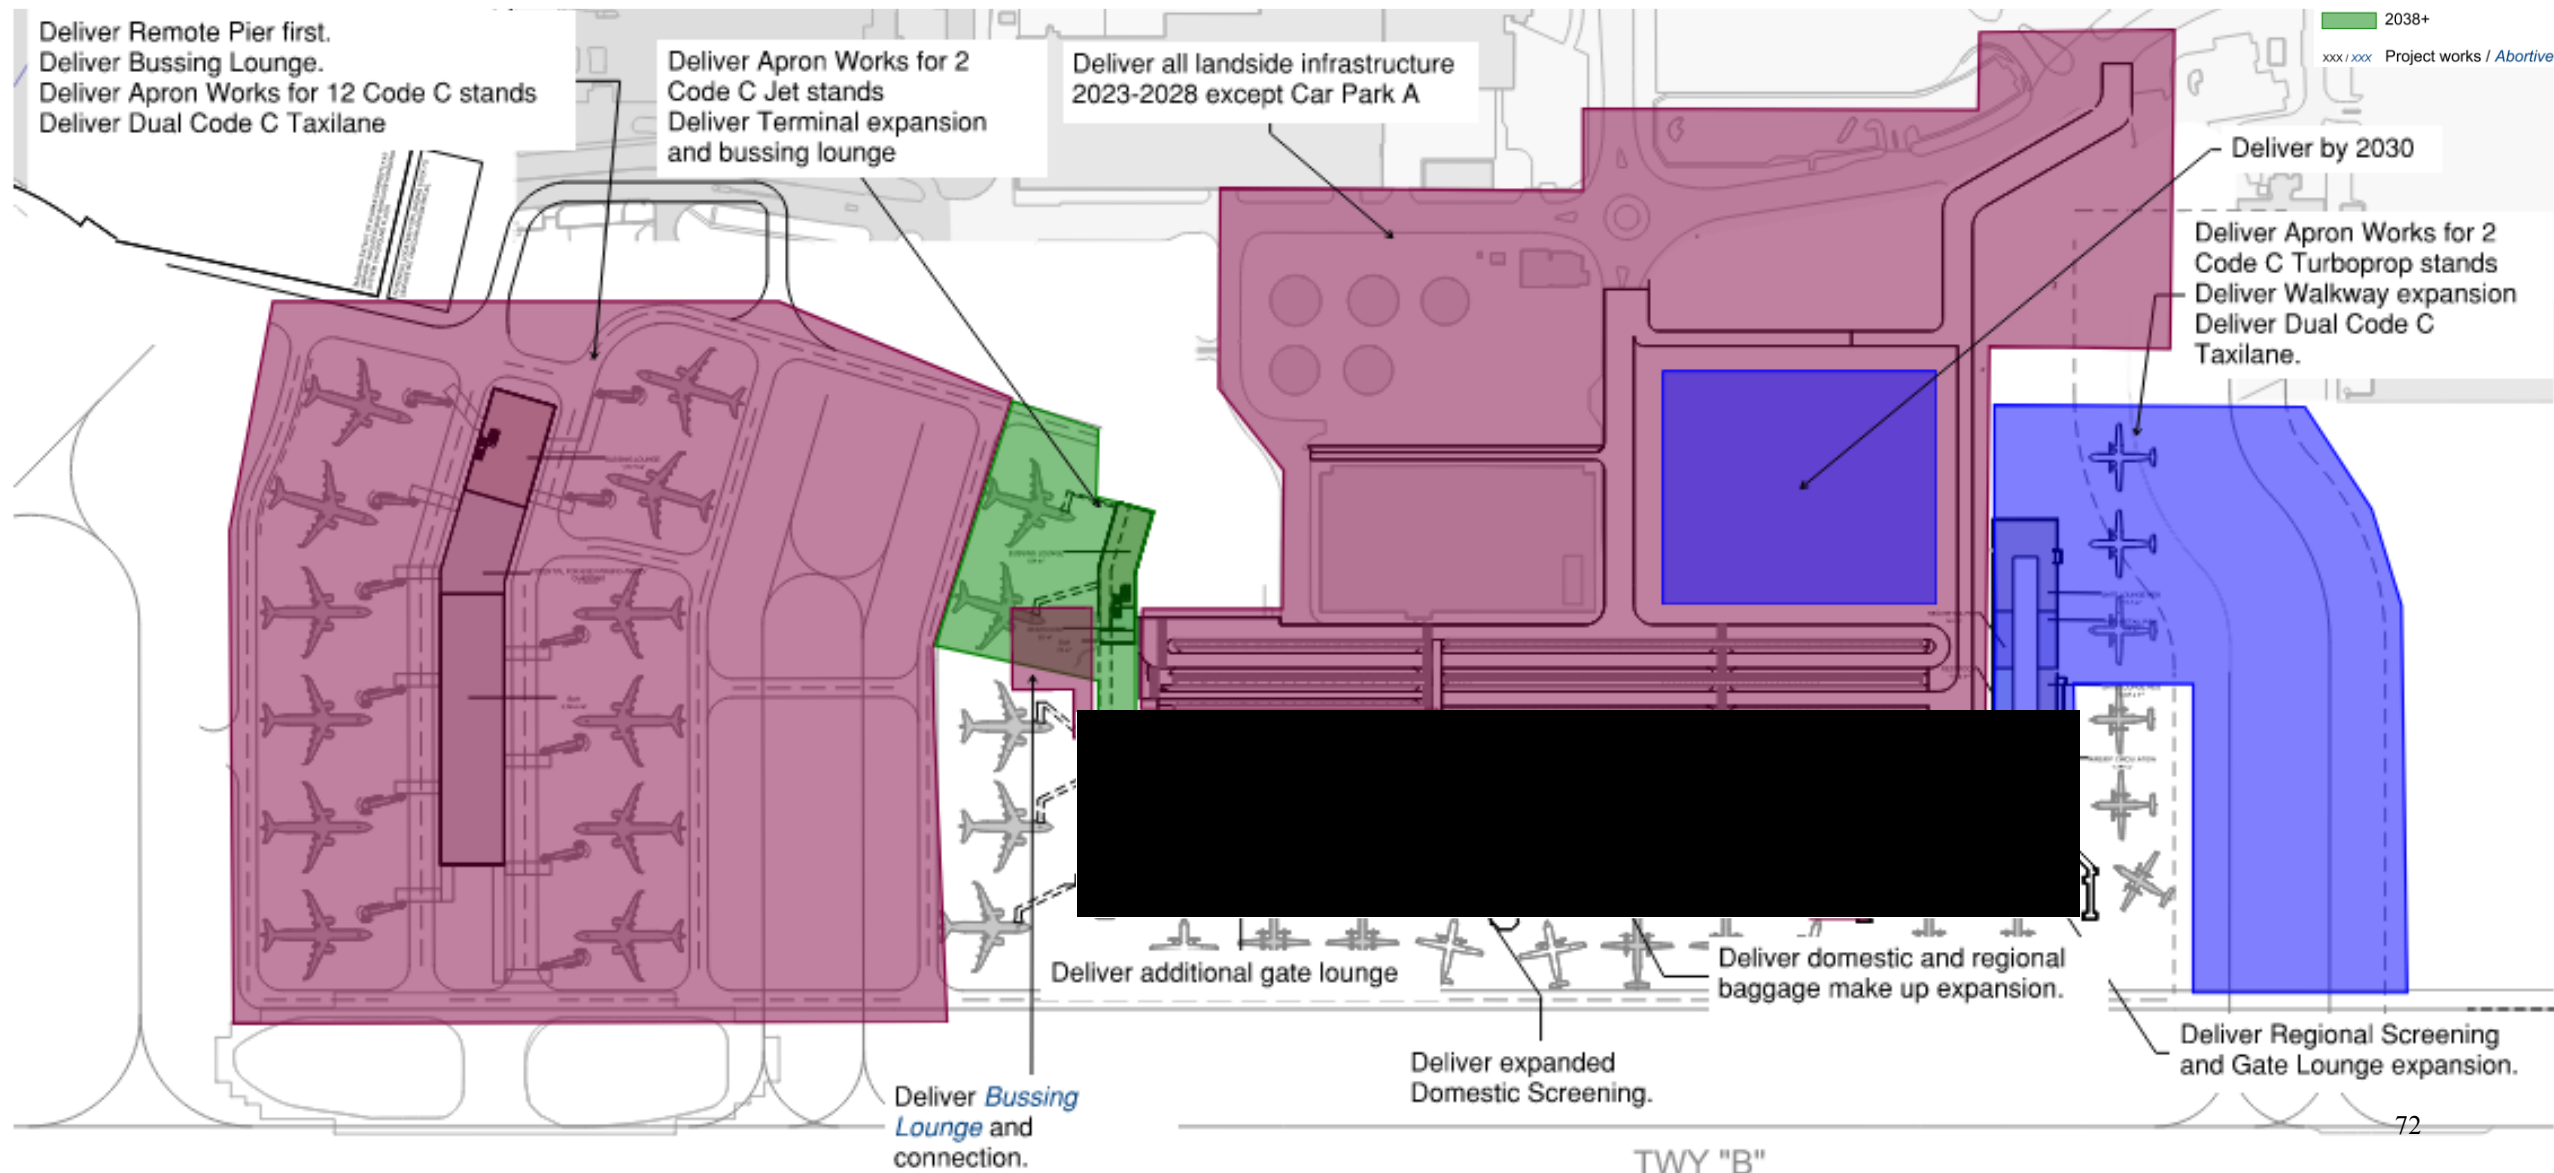 Deliver Remote Pier first.
Deliver Bussing Lounge.
Deliver Apron Works for 12 Code C stands
Deliver Dual Code C Taxilane
Deliver Apron Works for 2
Code C Jet stands
Deliver Terminal expansion
and bussing lounge
Deliver all landside infrastructure
2023-2028 except Car Park A
2038+
xxx / xxx Project works / Abortive
Deliver by 2030
Deliver Apron Works for 2
Code C Turboprop stands
Deliver Walkway expansion
Deliver Dual Code C
Taxilane.
Deliver additional gate lounge
Deliver domestic and regional
baggage make up expansion.
Deliver expanded
Domestic Screening.
Deliver Regional Screening
and Gate Lounge expansion.
Deliver Bussing
Lounge and
connection.
72
TWY "B"